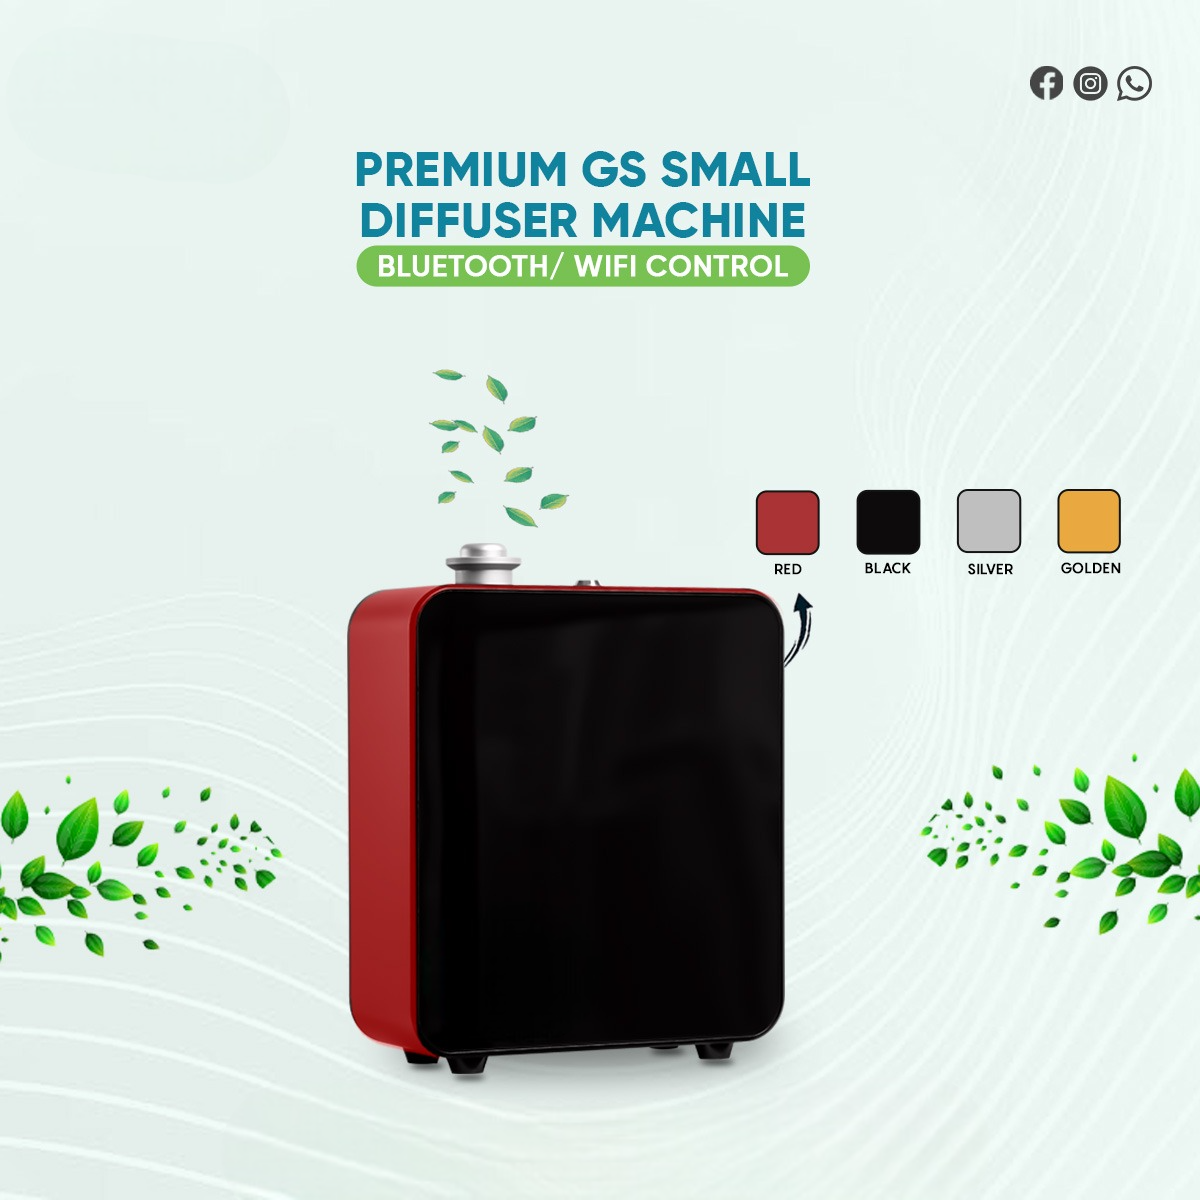 PREMIUM GS SMALL
DIFFUSER MACHINE
BLUETOOTH/ WIFI CONTROL
RED
BLACK
SILVER
GOLDEN